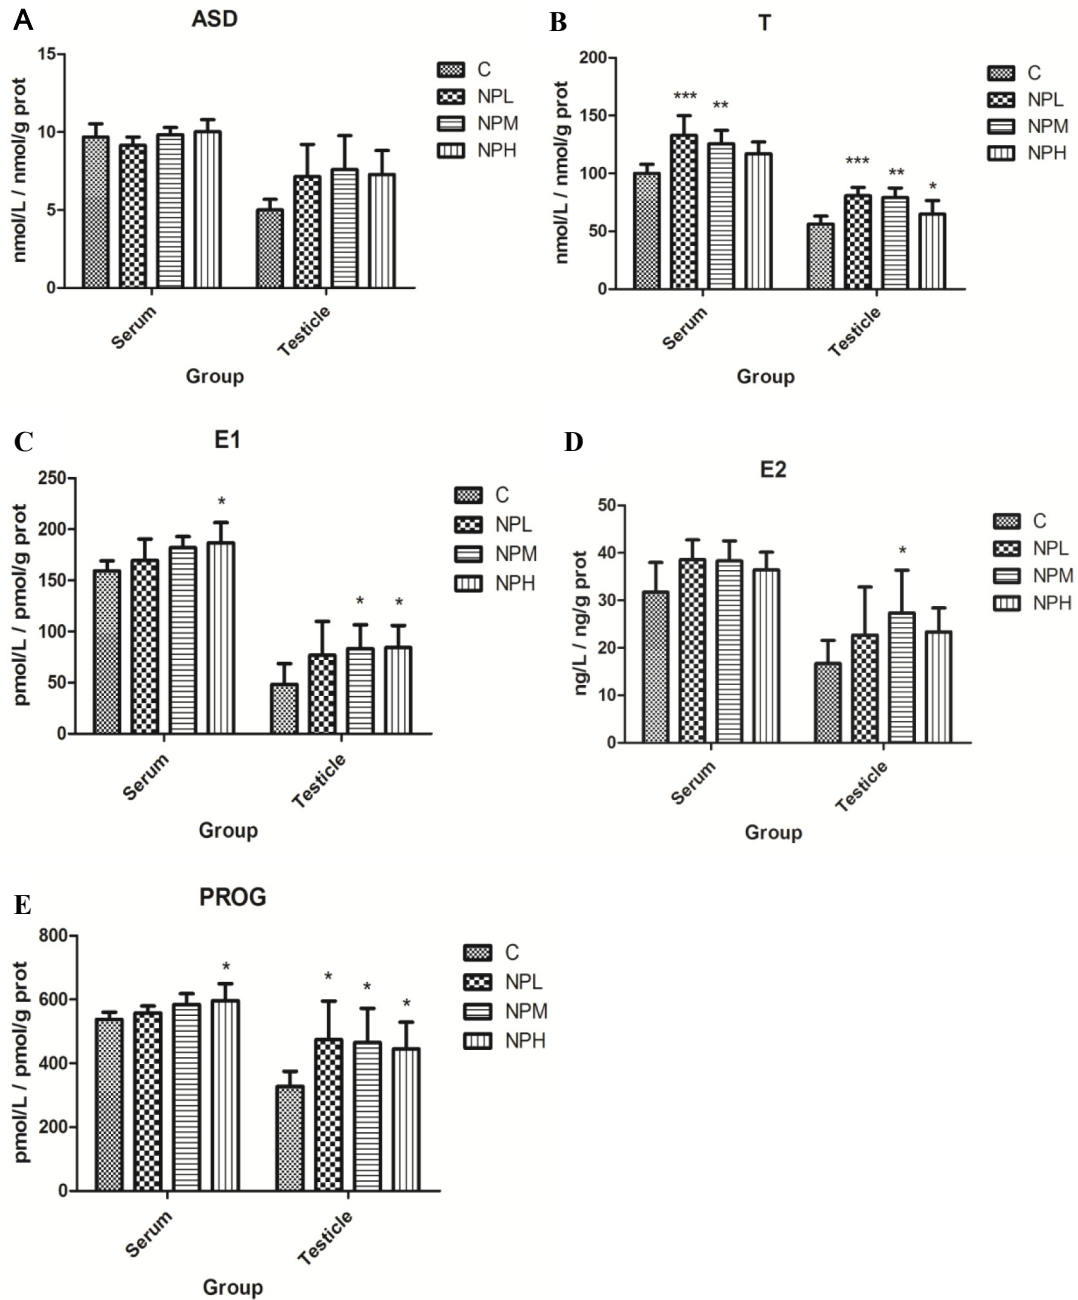 A
ASD
15
10
5
0
nmol/L / nmol/g prot
Serum
Testicle
Group
C
NPL
NPM
NPH
B
T
200
150
100
50
0
nmol/L / nmol/g prot
***
**
***
**
*
Serum
Testicle
Group
C
NPL
NPM
NPH
C
E1
250
200
150
100
50
0
pmol/L / pmol/g prot
*
*
*
Serum
Testicle
Group
C
NPL
NPM
NPH
D
E2
50
40
30
20
10
0
ng/L / ng/g prot
*
Serum
Testicle
Group
C
NPL
NPM
NPH
E
PROG
800
600
400
200
0
pmol/L / pmol/g prot
*
*
*
*
Serum
Testicle
Group
C
NPL
NPM
NPH